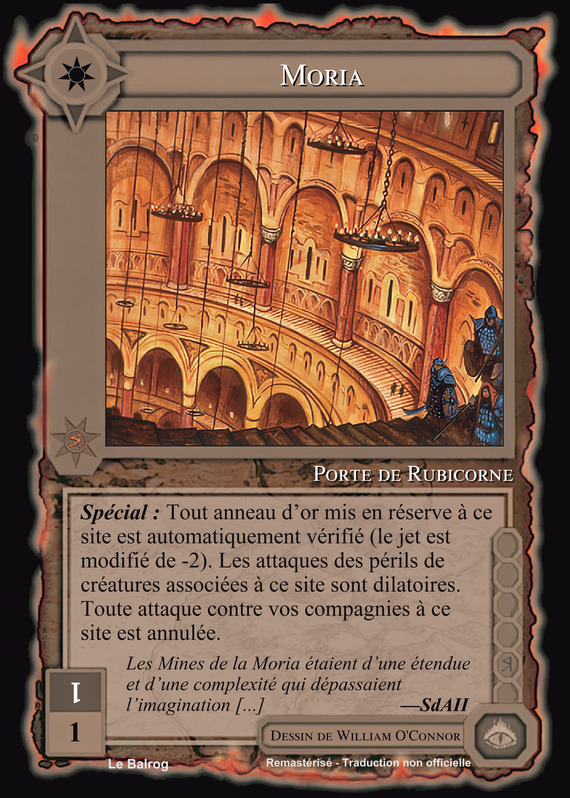 Moria
Porte de Rubicorne
Spécial : Tout anneau d'or mis en réserve à ce
site est automatiquement vérifié (le jet est
modifié de -2). Les attaques des périls de
créatures associées à ce site sont dilatoires.
Toute attaque contre vos compagnies à ce
site est annulée.
Les Mines de la Moria étaient d'une étendue
et d'une complexité qui dépassaient
l'imagination [...] —SdAII
1
Dessin de William O'Connor
Le Balrog
Remastérisé - Traduction non officielle